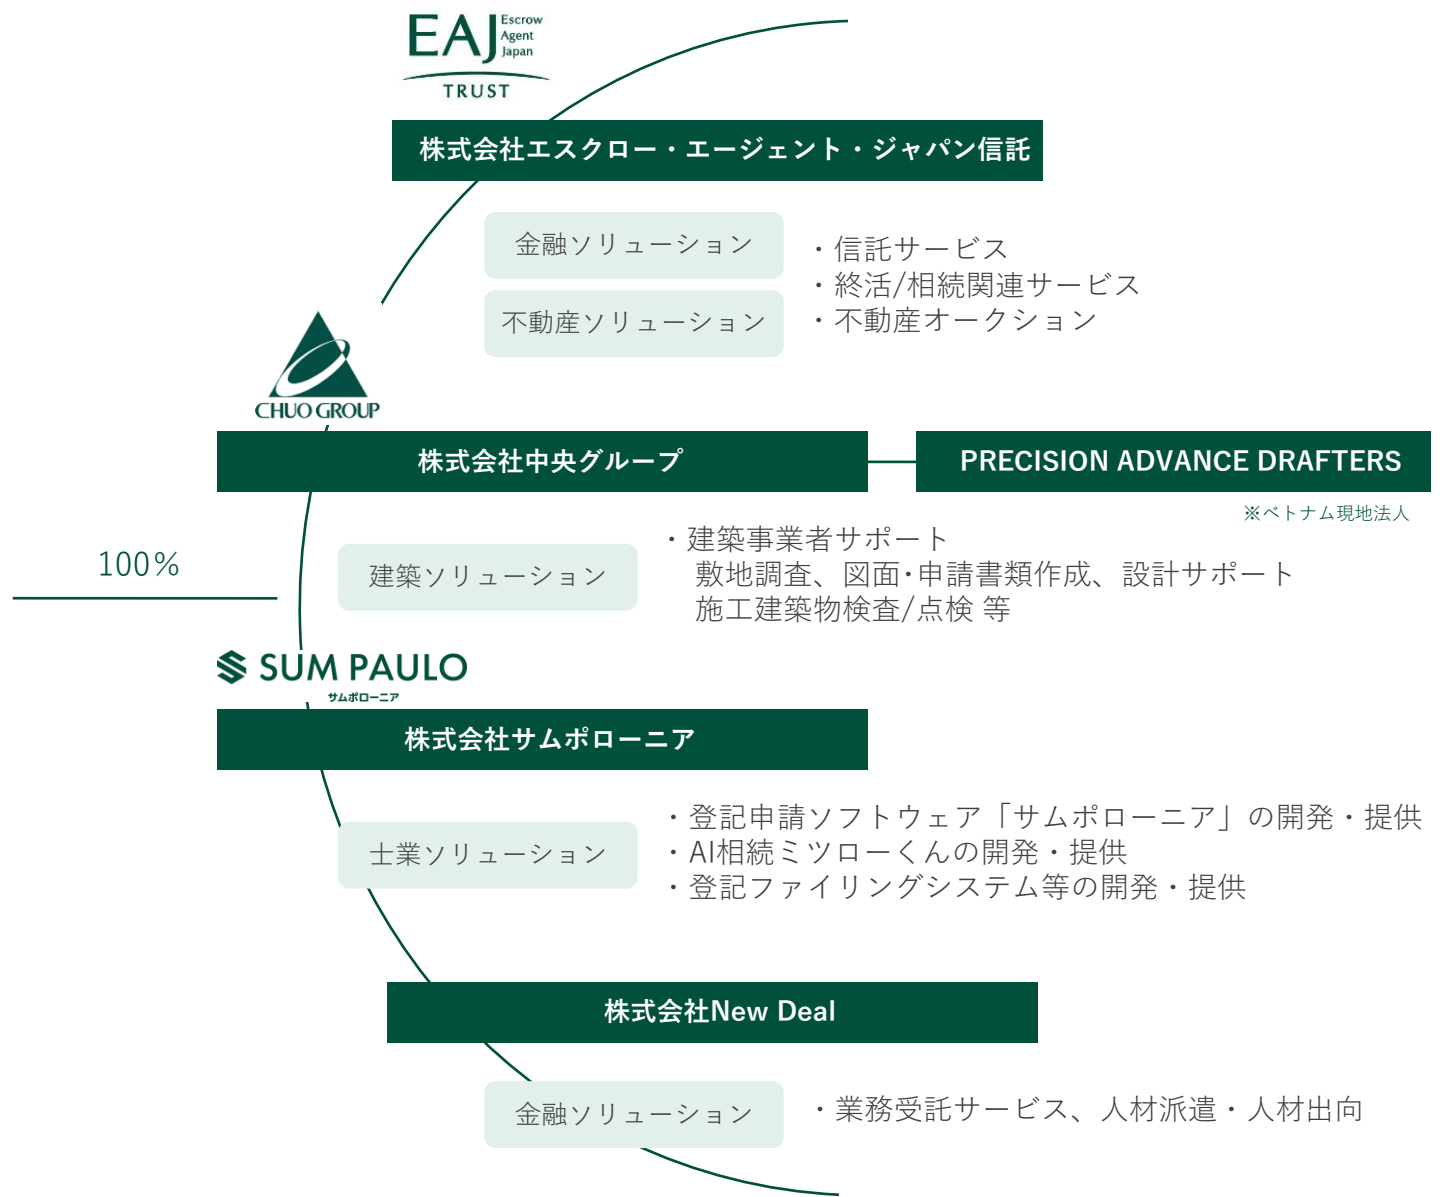 EAJ Escrow
Agent
Japan
TRUST
株式会社エスクロー・エージェント・ジャパン信託
金融ソリューション
不動産ソリューション
・信託サービス
・終活/相続関連サービス
・不動産オークション
CHUO GROUP
株式会社中央グループ
PRECISION ADVANCE DRAFTERS
※ベトナム現地法人
100%
建築ソリューション
・建築事業者サポート
敷地調査、図面･申請書類作成、設計サポート
施工建築物検査/点検 等
SUM PAULO
サムポローニア
株式会社サムポローニア
士業ソリューション
・登記申請ソフトウェア「サムポローニア」の開発・提供
・AI相続ミツローくんの開発・提供
・登記ファイリングシステム等の開発・提供
株式会社New Deal
金融ソリューション
・業務受託サービス、人材派遣・人材出向